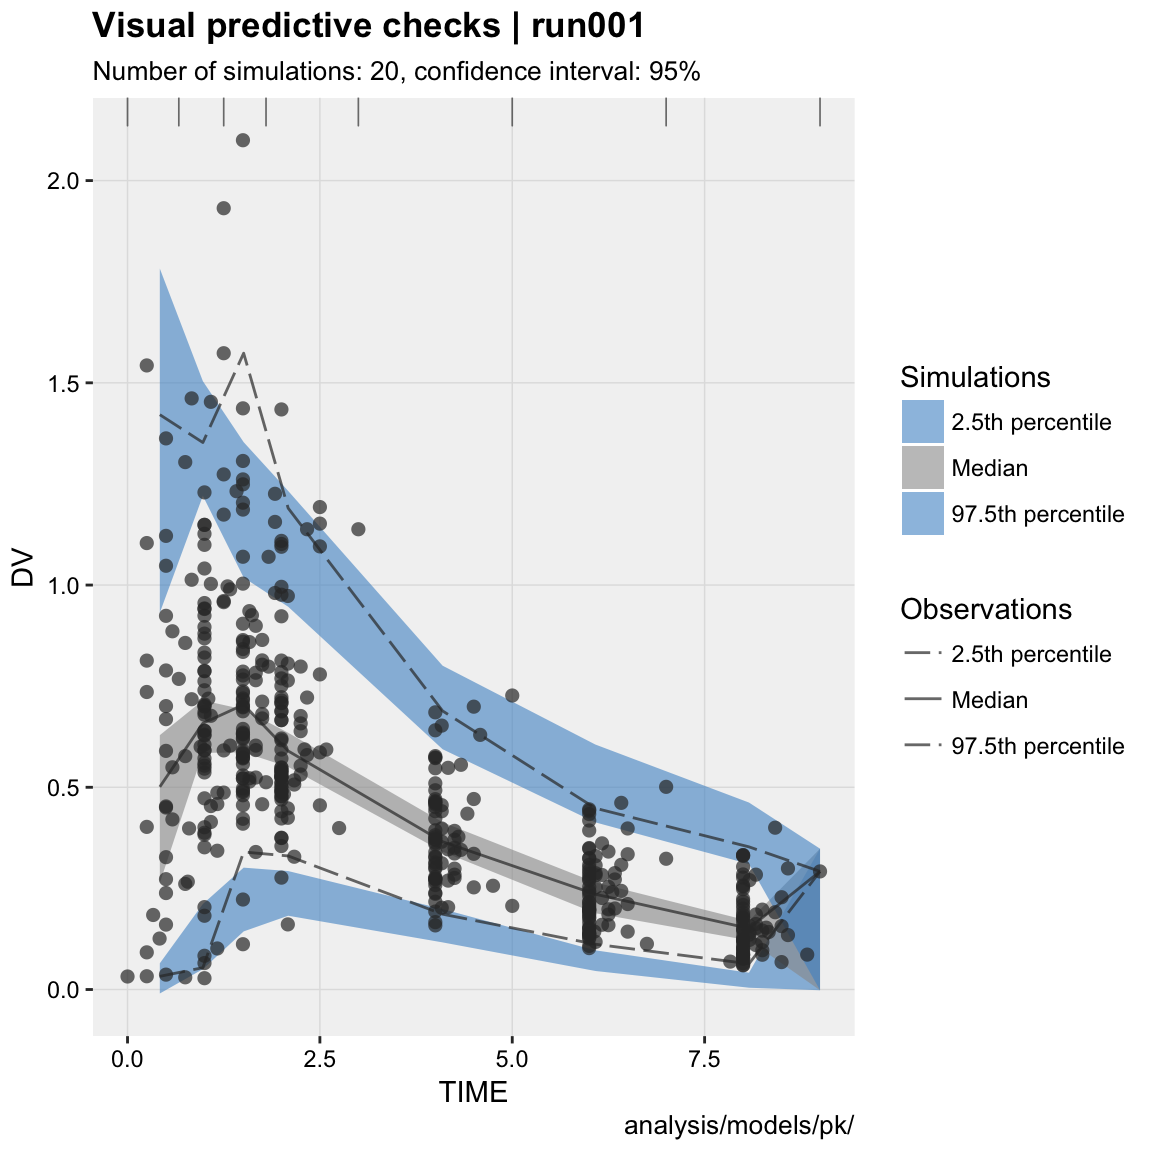 Visual predictive checks | run001
Number of simulations: 20, confidence interval: 95%
DV
2.0
1.5
1.0
0.5
0.0
0.0
2.5
5.0
7.5
TIME
analysis/models/pk/
Simulations
2.5th percentile
Median
97.5th percentile
Observations
2.5th percentile
Median
97.5th percentile